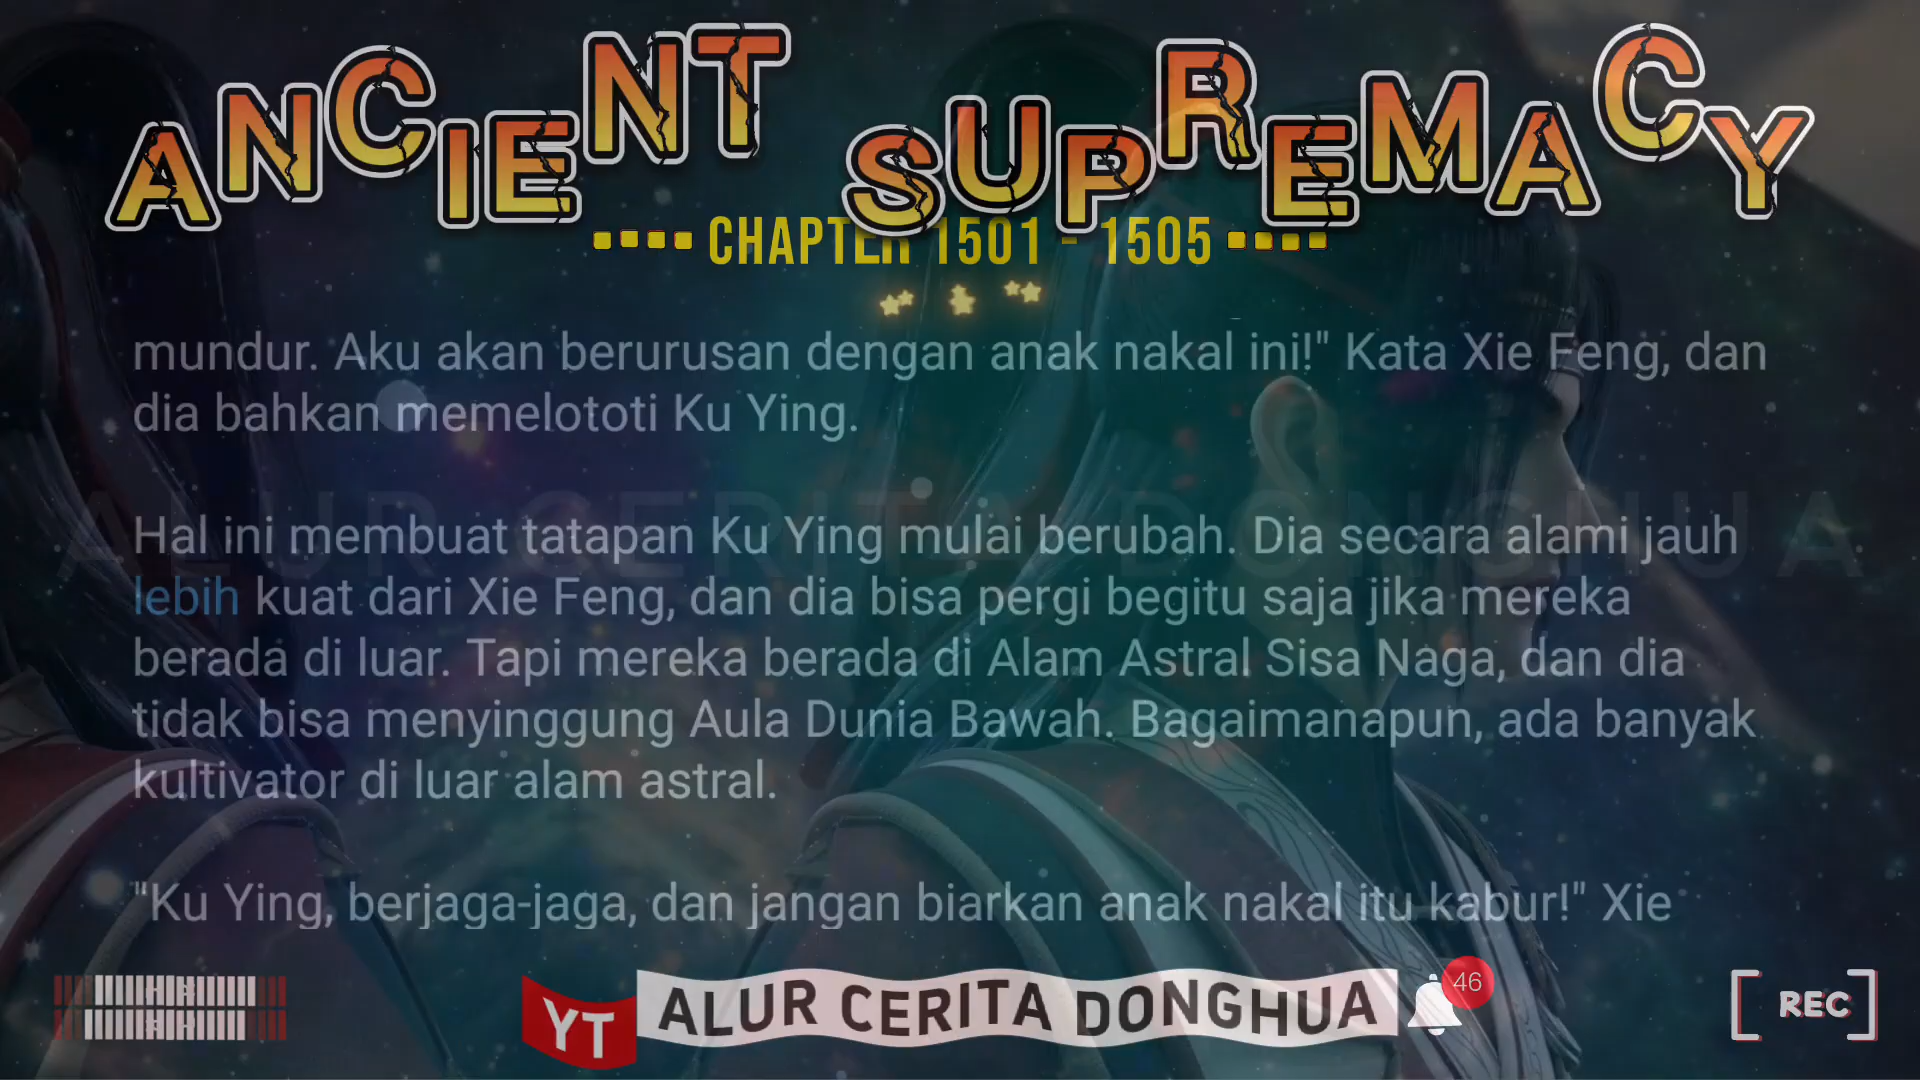 ANCIENT SUPREMACY
CHAPTER 1501 - 1505
mundur. Aku akan berurusan dengan anak nakal ini!" Kata Xie Feng, dan
dia bahkan memelototi Ku Ying.
ALUR CERITA DONGHUA
Hal ini membuat tatapan Ku Ying mulai berubah. Dia secara alami jauh
lebih kuat dari Xie Feng, dan dia bisa pergi begitu saja jika mereka
berada di luar. Tapi mereka berada di Alam Astral Sisa Naga, dan dia
tidak bisa menyinggung Aula Dunia Bawah. Bagaimanapun, ada banyak
kultivator di luar alam astral.
"Ku Ying, berjaga-jaga, dan jangan biarkan anak nakal itu kabur!" Xie
YT ALUR CERITA DONGHUA 46
REC